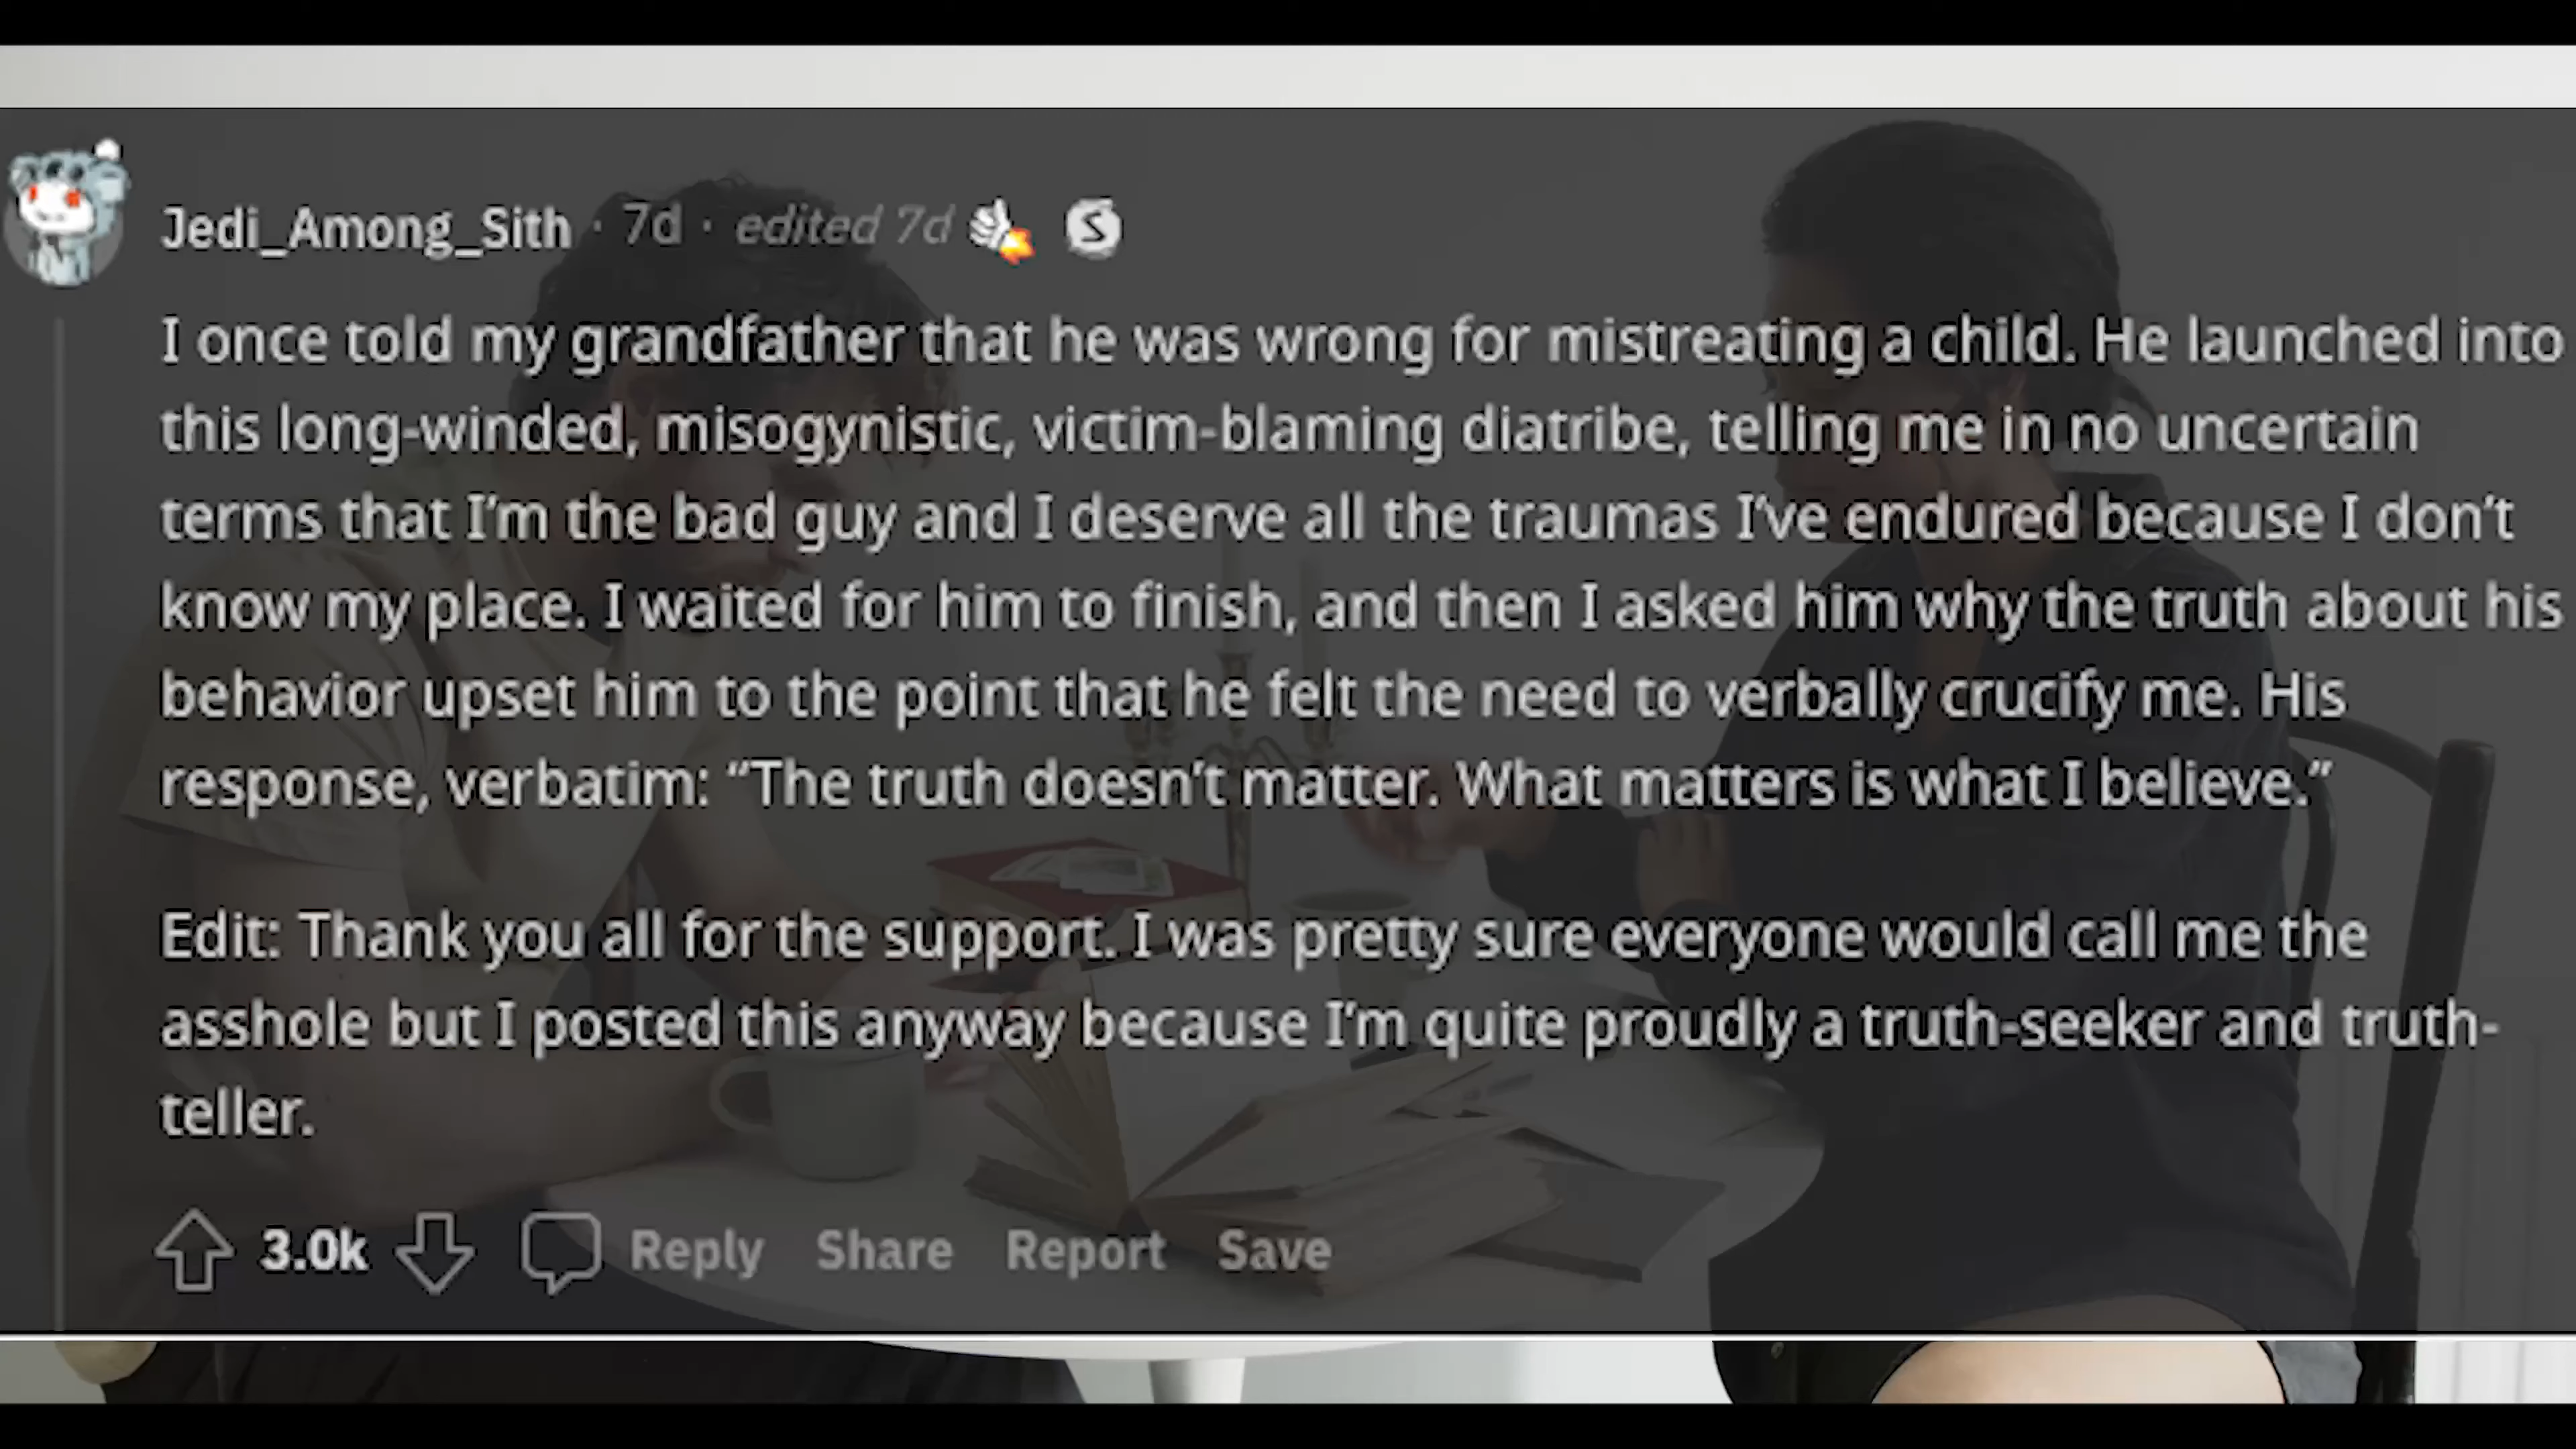 Jedi_Among_Sith · 7d · edited 7d
I once told my grandfather that he was wrong for mistreating a child. He launched into
this long-winded, misogynistic, victim-blaming diatribe, telling me in no uncertain
terms that I’m the bad guy and I deserve all the traumas I’ve endured because I don’t
know my place. I waited for him to finish, and then I asked him why the truth about his
behavior upset him to the point that he felt the need to verbally crucify me. His
response, verbatim: “The truth doesn’t matter. What matters is what I believe.”
Edit: Thank you all for the support. I was pretty sure everyone would call me the
asshole but I posted this anyway because I’m quite proudly a truth-seeker and truth-
teller.
3.0k Reply Share Report Save